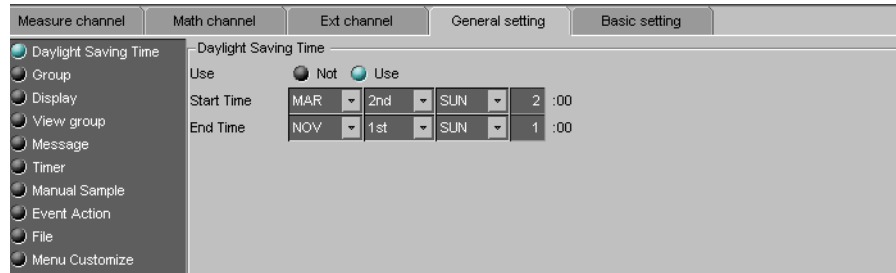 Measure channel Math channel Ext channel General setting Basic setting
Daylight Saving Time
Group
Display
View group
Message
Timer
Manual Sample
Event Action
File
Menu Customize
Daylight Saving Time
Use Not Use
Start Time MAR 2nd SUN 2 :00
End Time NOV 1st SUN 1 :00